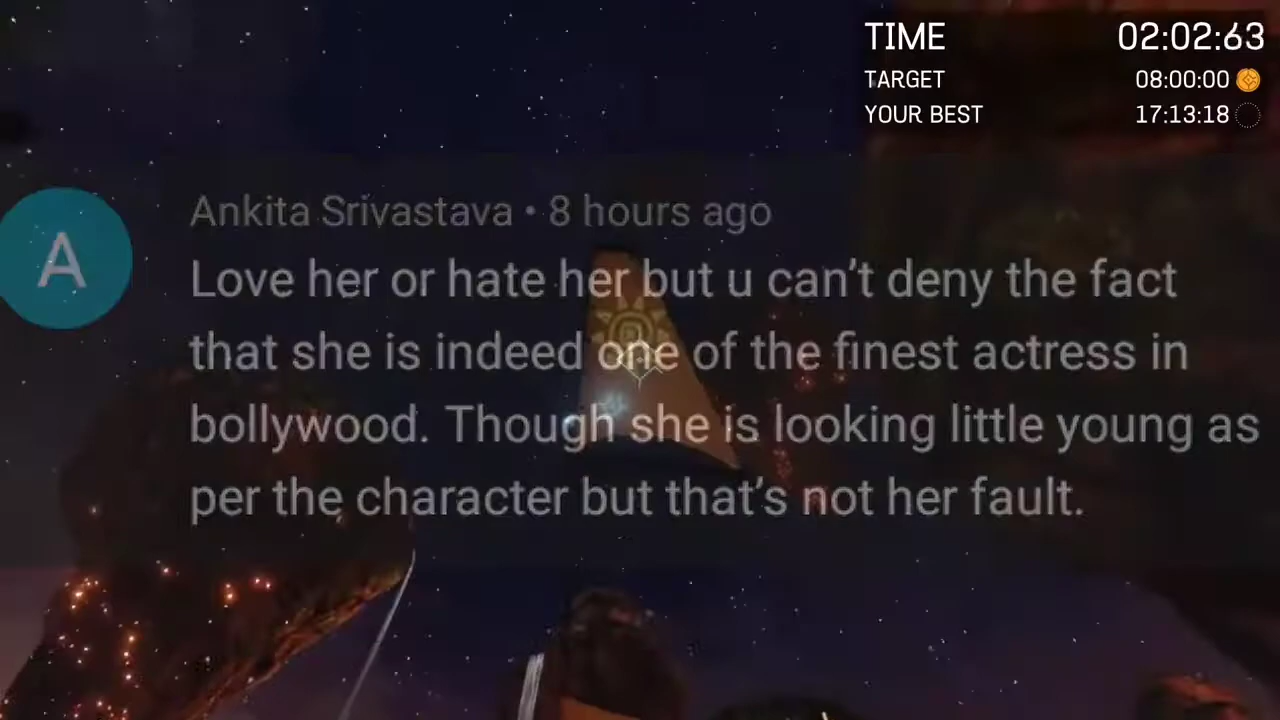 TIME 02:02:63
TARGET 08:00:00
YOUR BEST 17:13:18
A
Ankita Srivastava • 8 hours ago
Love her or hate her but u can’t deny the fact
that she is indeed one of the finest actress in
bollywood. Though she is looking little young as
per the character but that’s not her fault.